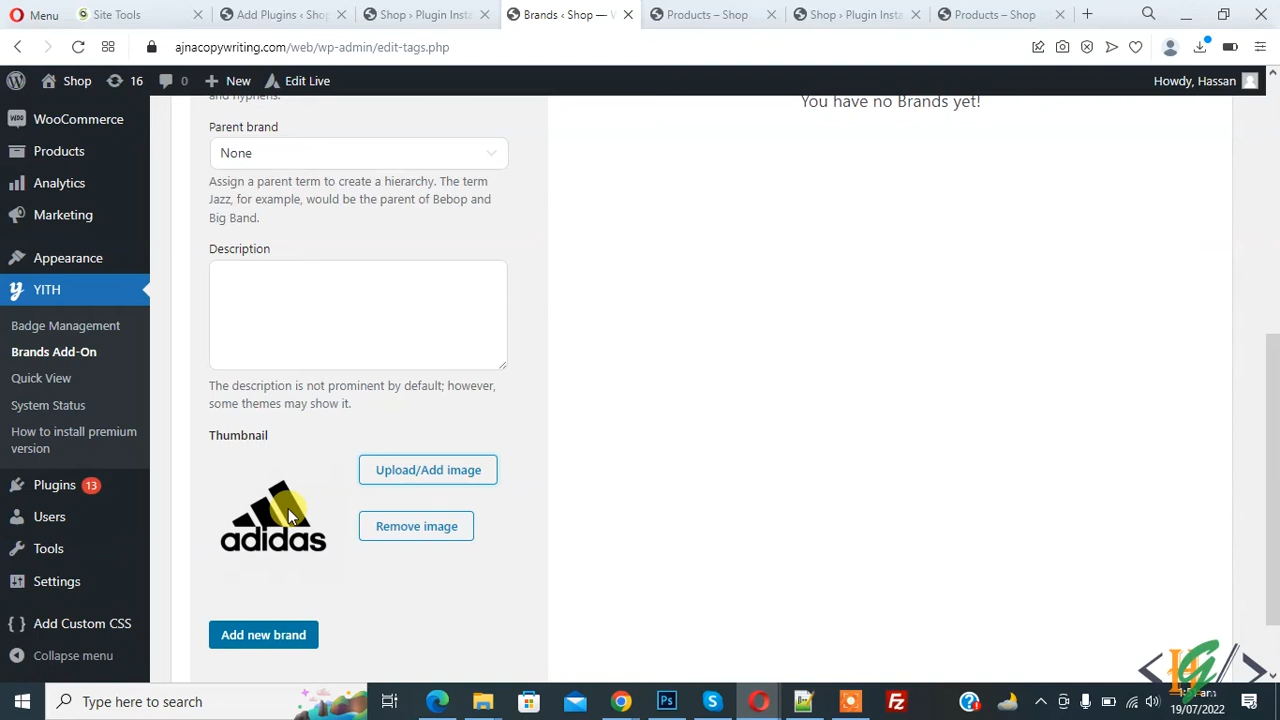 Menu
Site Tools
Add Plugins ‹ Shop
Shop › Plugin Insta
Brands ‹ Shop — W
Products – Shop
Shop › Plugin Insta
Products – Shop
ajnacopywriting.com/web/wp-admin/edit-tags.php
Shop
16
0
New
Edit Live
Howdy, Hassan
WooCommerce
Products
Analytics
Marketing
Appearance
YITH
Badge Management
Brands Add-On
Quick View
System Status
How to install premium
version
Plugins 13
Users
Tools
Settings
Add Custom CSS
Collapse menu
and hyphens.
Parent brand
None
Assign a parent term to create a hierarchy. The term
Jazz, for example, would be the parent of Bebop and
Big Band.
Description
The description is not prominent by default; however,
some themes may show it.
Thumbnail
adidas
Upload/Add image
Remove image
Add new brand
You have no Brands yet!
Type here to search
19/07/2022